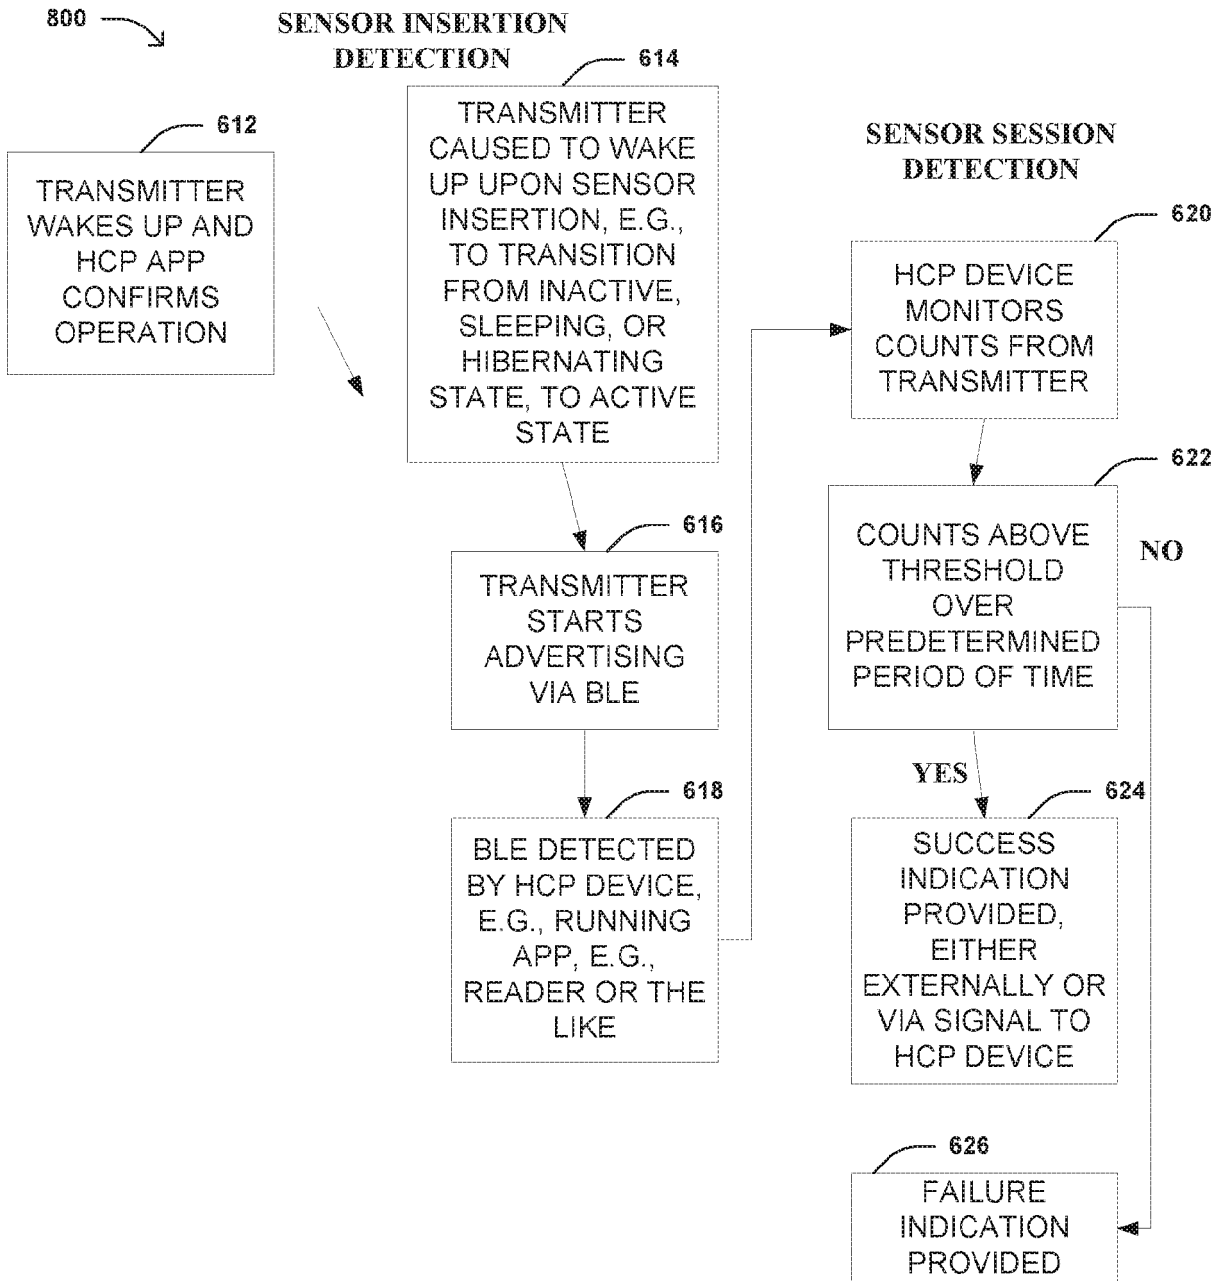 800
SENSOR INSERTION
DETECTION
612
TRANSMITTER
WAKES UP AND
HCP APP
CONFIRMS
OPERATION
614
TRANSMITTER
CAUSED TO WAKE
UP UPON SENSOR
INSERTION, E.G.,
TO TRANSITION
FROM INACTIVE,
SLEEPING, OR
HIBERNATING
STATE, TO ACTIVE
STATE
616
TRANSMITTER
STARTS
ADVERTISING
VIA BLE
618
BLE DETECTED
BY HCP DEVICE,
E.G., RUNNING
APP, E.G.,
READER OR THE
LIKE
SENSOR SESSION
DETECTION
620
HCP DEVICE
MONITORS
COUNTS FROM
TRANSMITTER
622
COUNTS ABOVE
THRESHOLD
OVER
PREDETERMINED
PERIOD OF TIME
NO
YES
624
SUCCESS
INDICATION
PROVIDED,
EITHER
EXTERNALLY OR
VIA SIGNAL TO
HCP DEVICE
626
FAILURE
INDICATION
PROVIDED